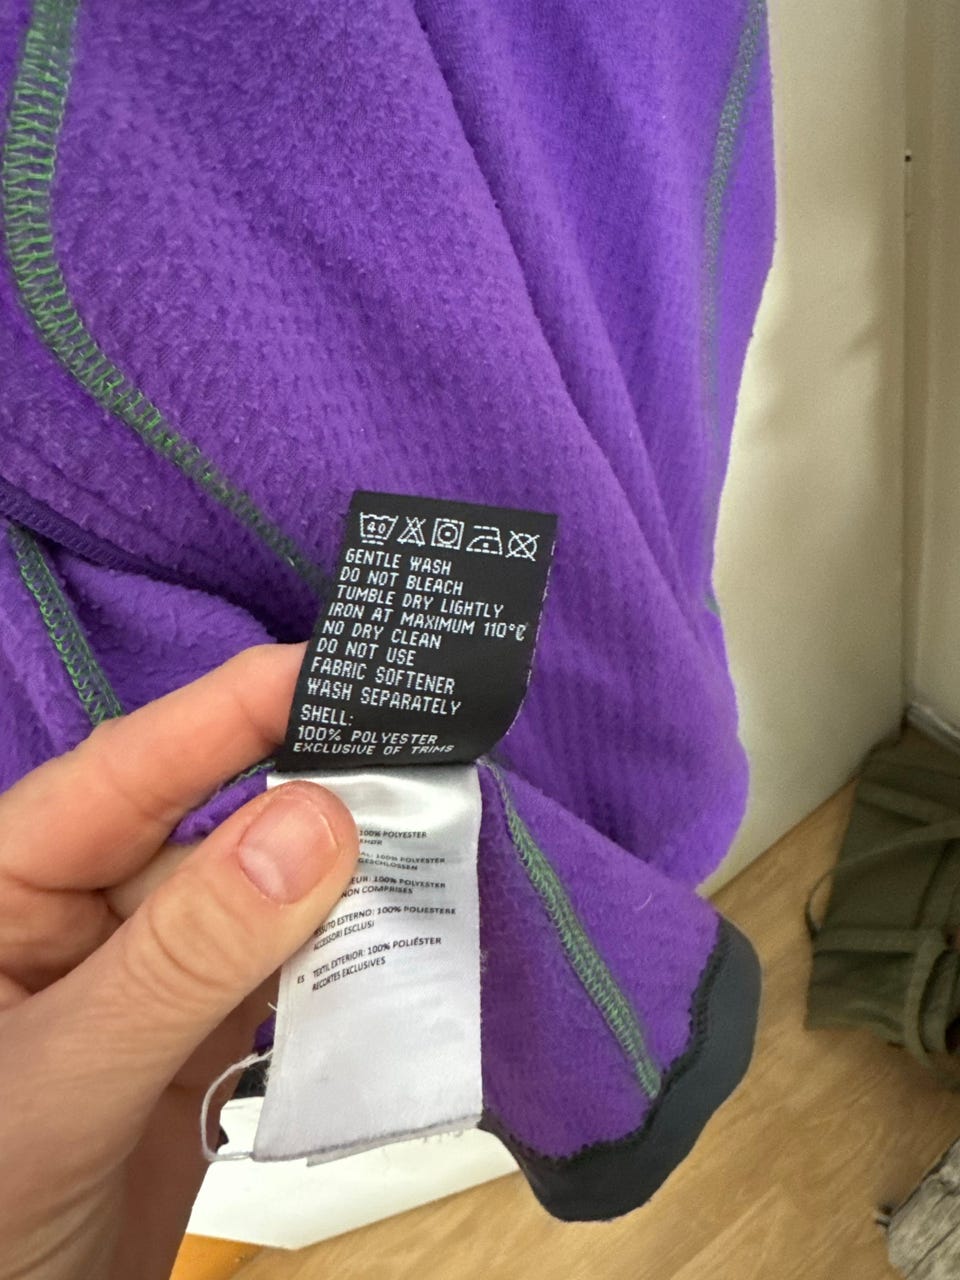 40
GENTLE WASH
DO NOT BLEACH
TUMBLE DRY LIGHTLY
IRON AT MAXIMUM 110°C
NO DRY CLEAN
DO NOT USE
FABRIC SOFTENER
WASH SEPARATELY
SHELL:
100% POLYESTER
EXCLUSIVE OF TRIMS
100% POLYESTER
100% POLYESTER
100% POLYESTER
NON COMPRISES
ESTERNO: 100% POLIESTERE
ACCESSORI ESCLUSI
ES TEXTIL EXTERIOR: 100% POLIÉSTER
RECORTES EXCLUSIVES